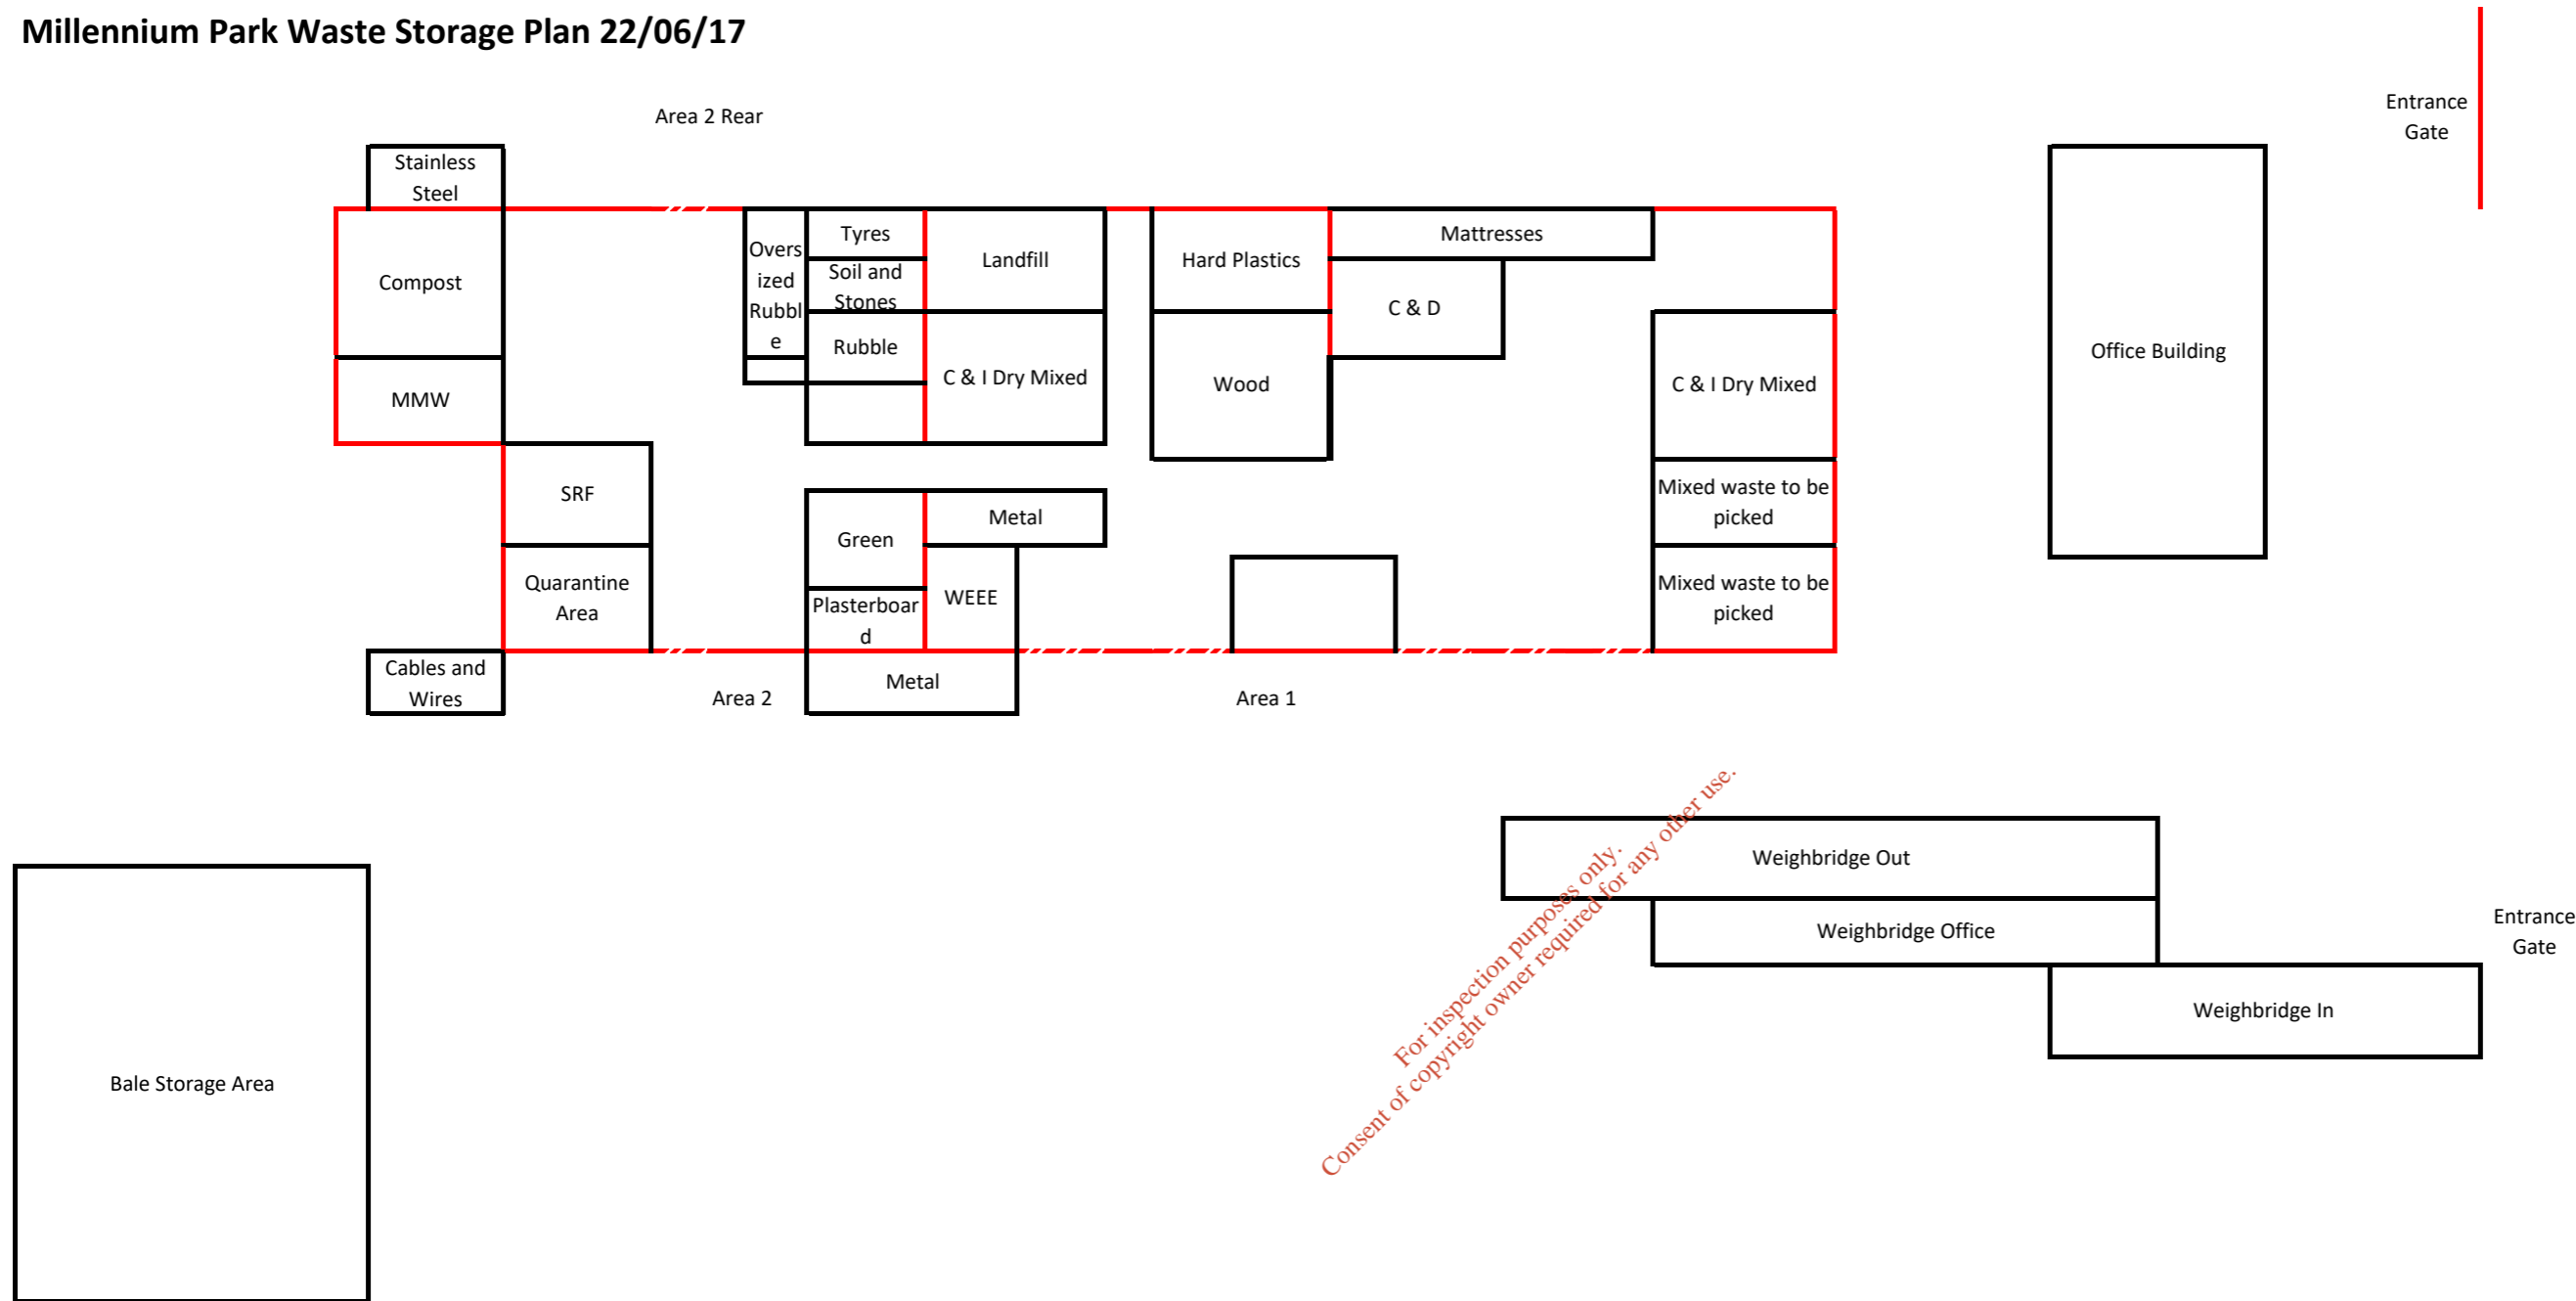 Millennium Park Waste Storage Plan 22/06/17
Entrance
Gate
Area 2 Rear
Stainless
Steel
Compost
MMW
Overs
ized
Rubbl
e
Tyres
Soil and
Stones
Rubble
Landfill
C & I Dry Mixed
Hard Plastics
Wood
Mattresses
C & D
C & I Dry Mixed
Office Building
SRF
Quarantine
Area
Green
Plasterboar
d
Metal
WEEE
Mixed waste to be
picked
Mixed waste to be
picked
Cables and
Wires
Area 2
Metal
Area 1
Weighbridge Out
Weighbridge Office
Entrance
Gate
Weighbridge In
Bale Storage Area
For inspection purposes only.
Consent of copyright owner required for any other use.